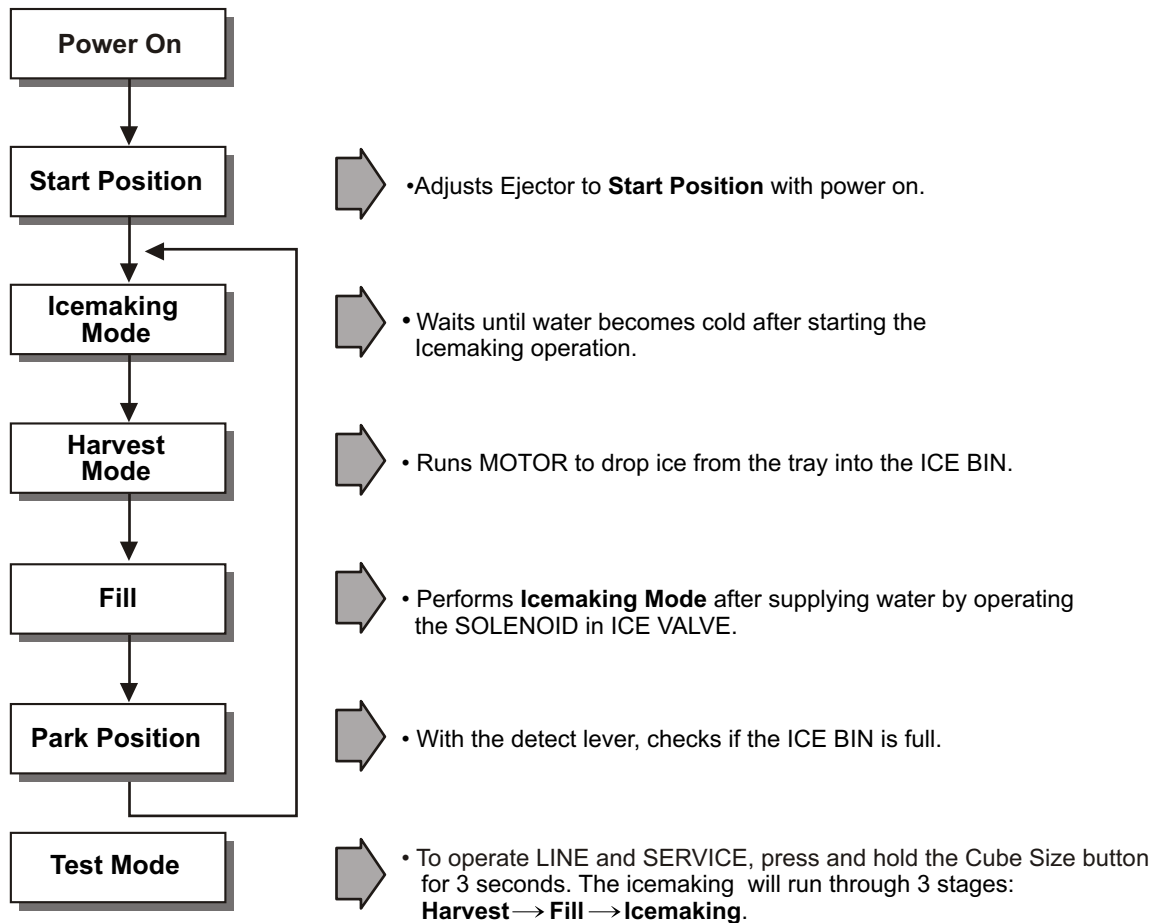 Power On
Start Position
•Adjusts Ejector to Start Position with power on.
Icemaking
Mode
• Waits until water becomes cold after starting the
Icemaking operation.
Harvest
Mode
• Runs MOTOR to drop ice from the tray into the ICE BIN.
Fill
• Performs Icemaking Mode after supplying water by operating
the SOLENOID in ICE VALVE.
Park Position
• With the detect lever, checks if the ICE BIN is full.
Test Mode
• To operate LINE and SERVICE, press and hold the Cube Size button
for 3 seconds. The icemaking will run through 3 stages:
Harvest→Fill→Icemaking.